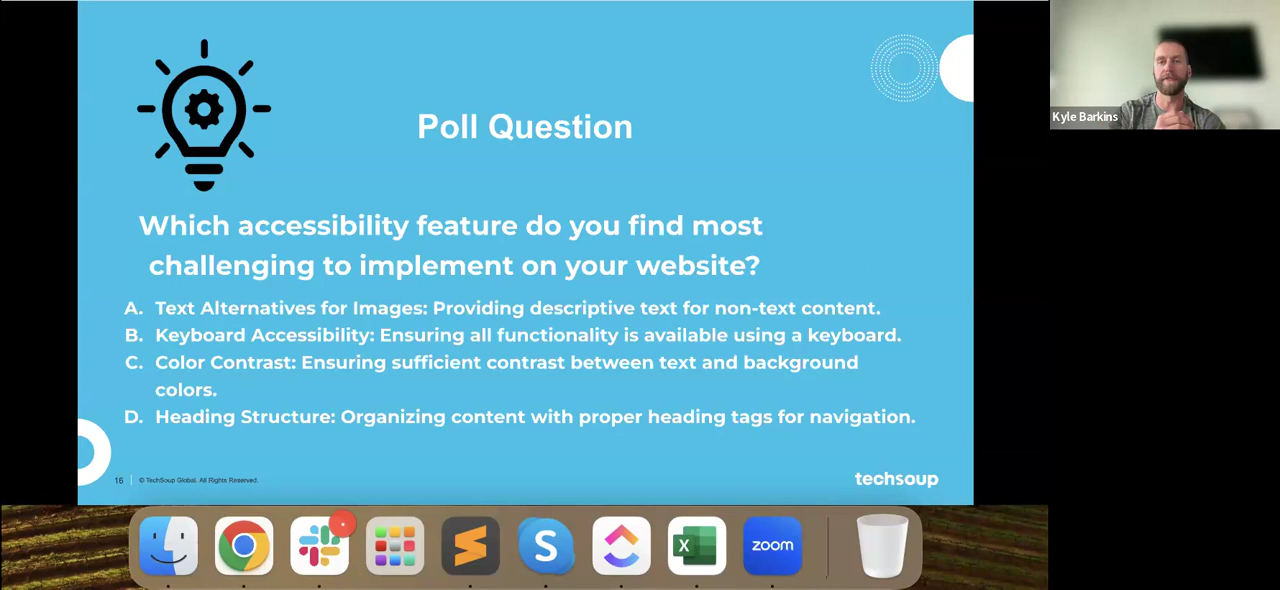 Poll Question
Kyle Barkins
Which accessibility feature do you find most
challenging to implement on your website?
A. Text Alternatives for Images: Providing descriptive text for non-text content.
B. Keyboard Accessibility: Ensuring all functionality is available using a keyboard.
C. Color Contrast: Ensuring sufficient contrast between text and background
colors.
D. Heading Structure: Organizing content with proper heading tags for navigation.
16 © TechSoup Global. All Rights Reserved.
techsoup
S
X
zoom